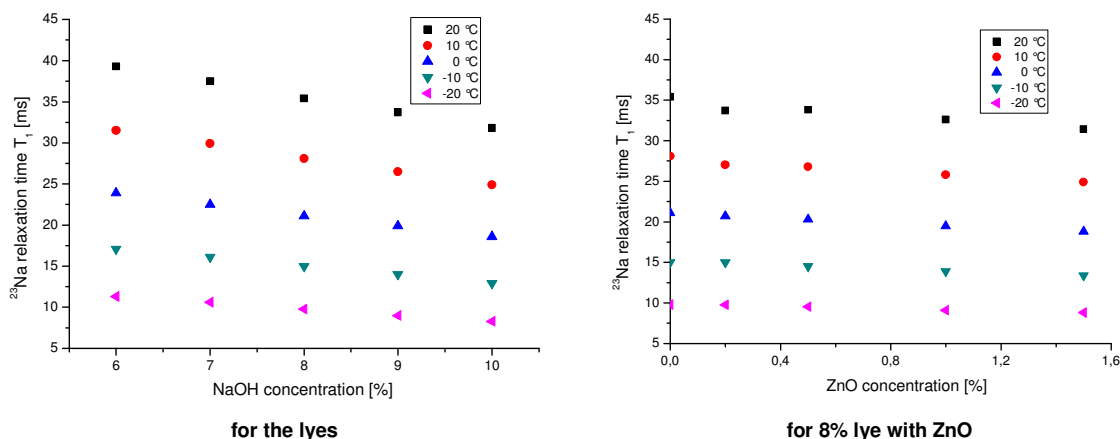 45
40
35
30
25
20
15
10
5
²³Na relaxation time T₁ [ms]
20 °C
10 °C
0 °C
-10 °C
-20 °C
6 7 8 9 10
NaOH concentration [%]
for the lyes
45
40
35
30
25
20
15
10
5
²³Na relaxation time T₁ [ms]
20 °C
10 °C
0 °C
-10 °C
-20 °C
0,0 0,4 0,8 1,2 1,6
ZnO concentration [%]
for 8% lye with ZnO